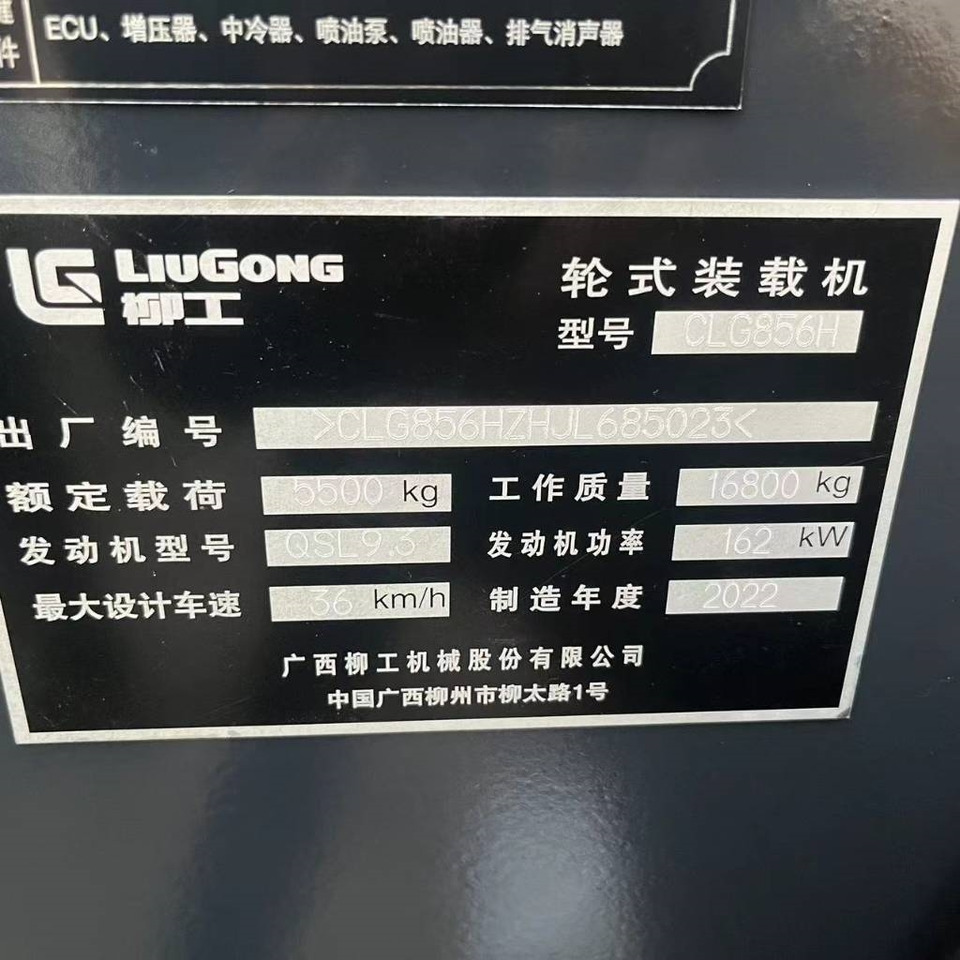 件
ECU、增压器、中冷器、喷油泵、喷油器、排气消声器
LG LIUGONG
柳工
轮式装载机
型号 CLG856H
出厂编号 >CLG856HZHJL685023<
额定载荷 5500 kg 工作质量 16800 kg
发动机型号 QSL9.3 发动机功率 162 kW
最大设计车速 36 km/h 制造年度 2022
广西柳工机械股份有限公司
中国广西柳州市柳太路1号